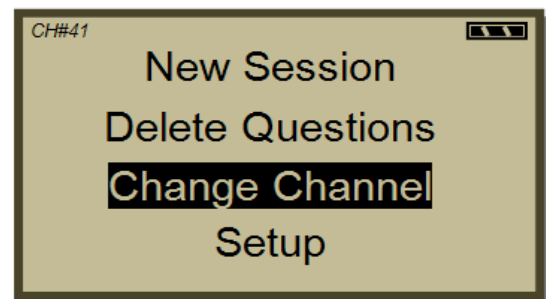 CH#41
New Session
Delete Questions
Change Channel
Setup